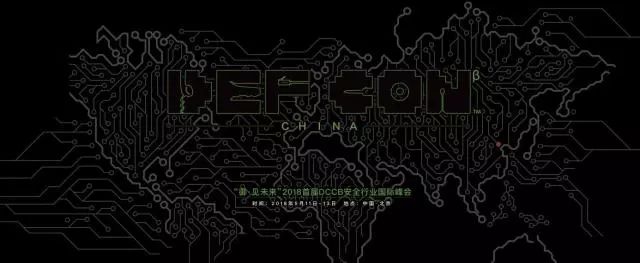 DEF CON β ™
CHINA
“御·见未来”2018首届DCCB安全行业国际峰会
时间：2018年5月11日-13日 地点：中国·北京